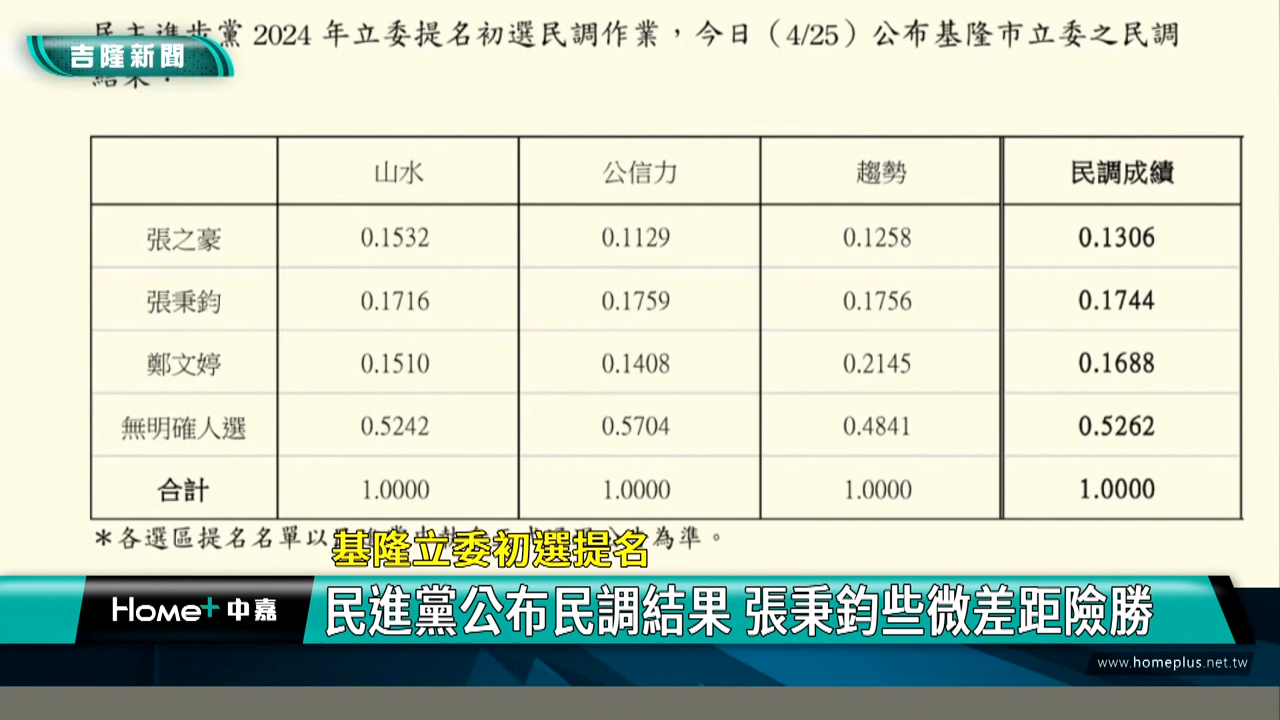 民主進步黨 2024 年立委提名初選民調作業，今日（4/25）公布基隆市立委之民調
吉隆新聞
山水 公信力 趨勢 民調成績
張之豪 0.1532 0.1129 0.1258 0.1306
張秉鈞 0.1716 0.1759 0.1756 0.1744
鄭文婷 0.1510 0.1408 0.2145 0.1688
無明確人選 0.5242 0.5704 0.4841 0.5262
合計 1.0000 1.0000 1.0000 1.0000
＊各選區提名名單以 為準。
基隆立委初選提名
Home+ 中嘉
民進黨公布民調結果 張秉鈞些微差距險勝
www.homeplus.net.tw